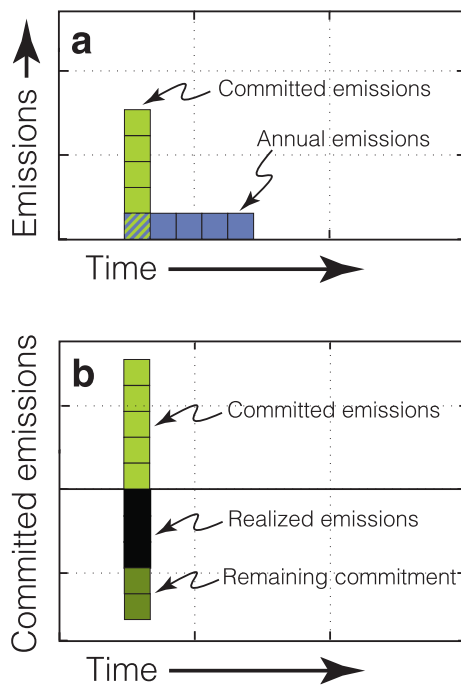 a
Emissions
Committed emissions
Annual emissions
Time
b
Committed emissions
Committed emissions
Realized emissions
Remaining commitment
Time